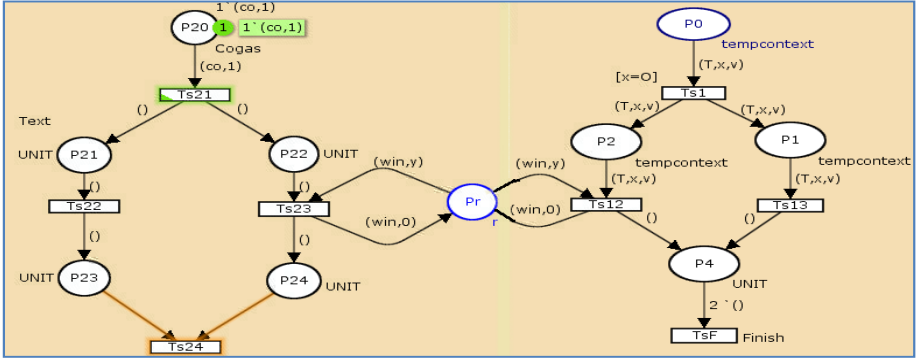 1`(co,1)
P20
1
1`(co,1)
Cogas
(co,1)
Ts21
()
()
Text
UNIT
P21
P22
UNIT
()
()
Ts22
Ts23
()
()
UNIT
P23
P24
UNIT
Ts24
(win,y)
(win,0)
Pr
r
(win,y)
(win,0)
P0
tempcontext
(T,x,v)
[x=0]
Ts1
(T,x,v)
(T,x,v)
P2
P1
tempcontext
tempcontext
(T,x,v)
(T,x,v)
Ts12
Ts13
()
()
P4
UNIT
2 `()
TsF
Finish